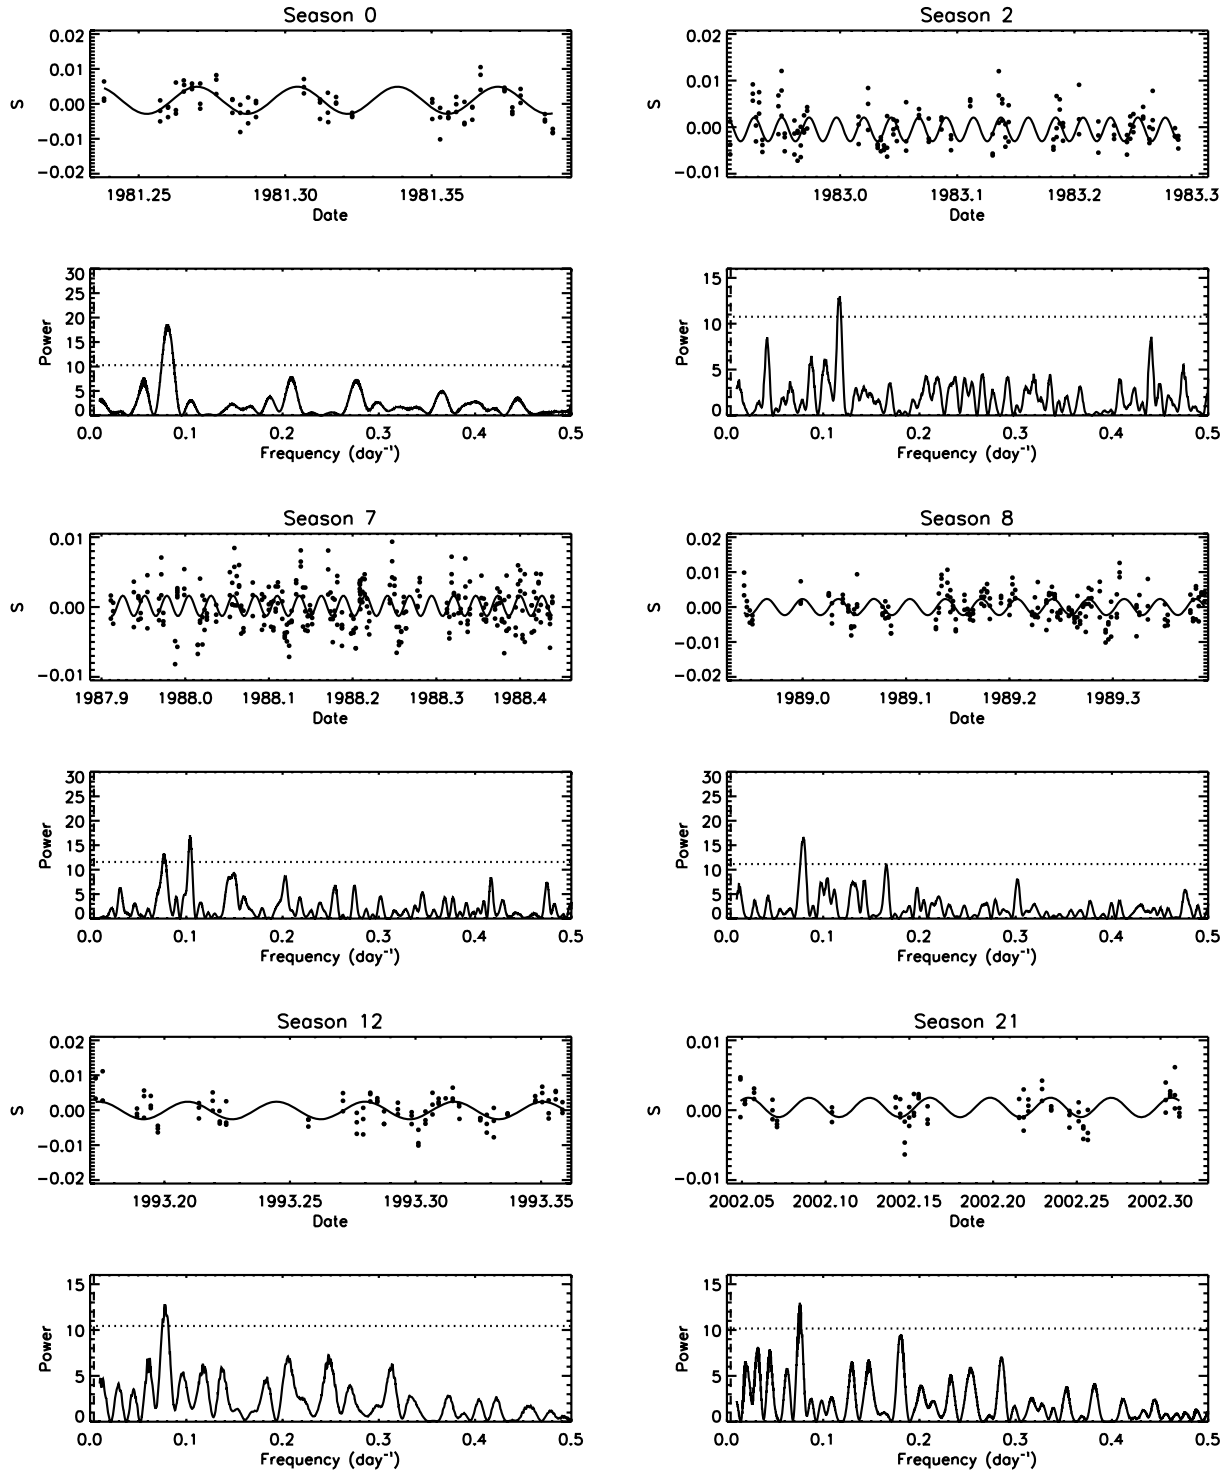 Season 0
0.02
0.01
0.00
−0.01
−0.02
S
1981.25 1981.30 1981.35
Date
30
25
20
15
10
5
0
Power
0.0 0.1 0.2 0.3 0.4 0.5
Frequency (day⁻¹)
Season 2
0.02
0.01
0.00
−0.01
1983.0 1983.1 1983.2 1983.3
Date
15
10
5
0
Power
0.0 0.1 0.2 0.3 0.4 0.5
Frequency (day⁻¹)
Season 7
0.01
0.00
−0.01
S
1987.9 1988.0 1988.1 1988.2 1988.3 1988.4
Date
30
25
20
15
10
5
0
Power
0.0 0.1 0.2 0.3 0.4 0.5
Frequency (day⁻¹)
Season 8
0.02
0.01
0.00
−0.01
−0.02
1989.0 1989.1 1989.2 1989.3
Date
30
25
20
15
10
5
0
Power
0.0 0.1 0.2 0.3 0.4 0.5
Frequency (day⁻¹)
Season 12
0.02
0.01
0.00
−0.01
−0.02
S
1993.20 1993.25 1993.30 1993.35
Date
15
10
5
0
Power
0.0 0.1 0.2 0.3 0.4 0.5
Frequency (day⁻¹)
Season 21
0.01
0.00
−0.01
2002.05 2002.10 2002.15 2002.20 2002.25 2002.30
Date
15
10
5
0
Power
0.0 0.1 0.2 0.3 0.4 0.5
Frequency (day⁻¹)